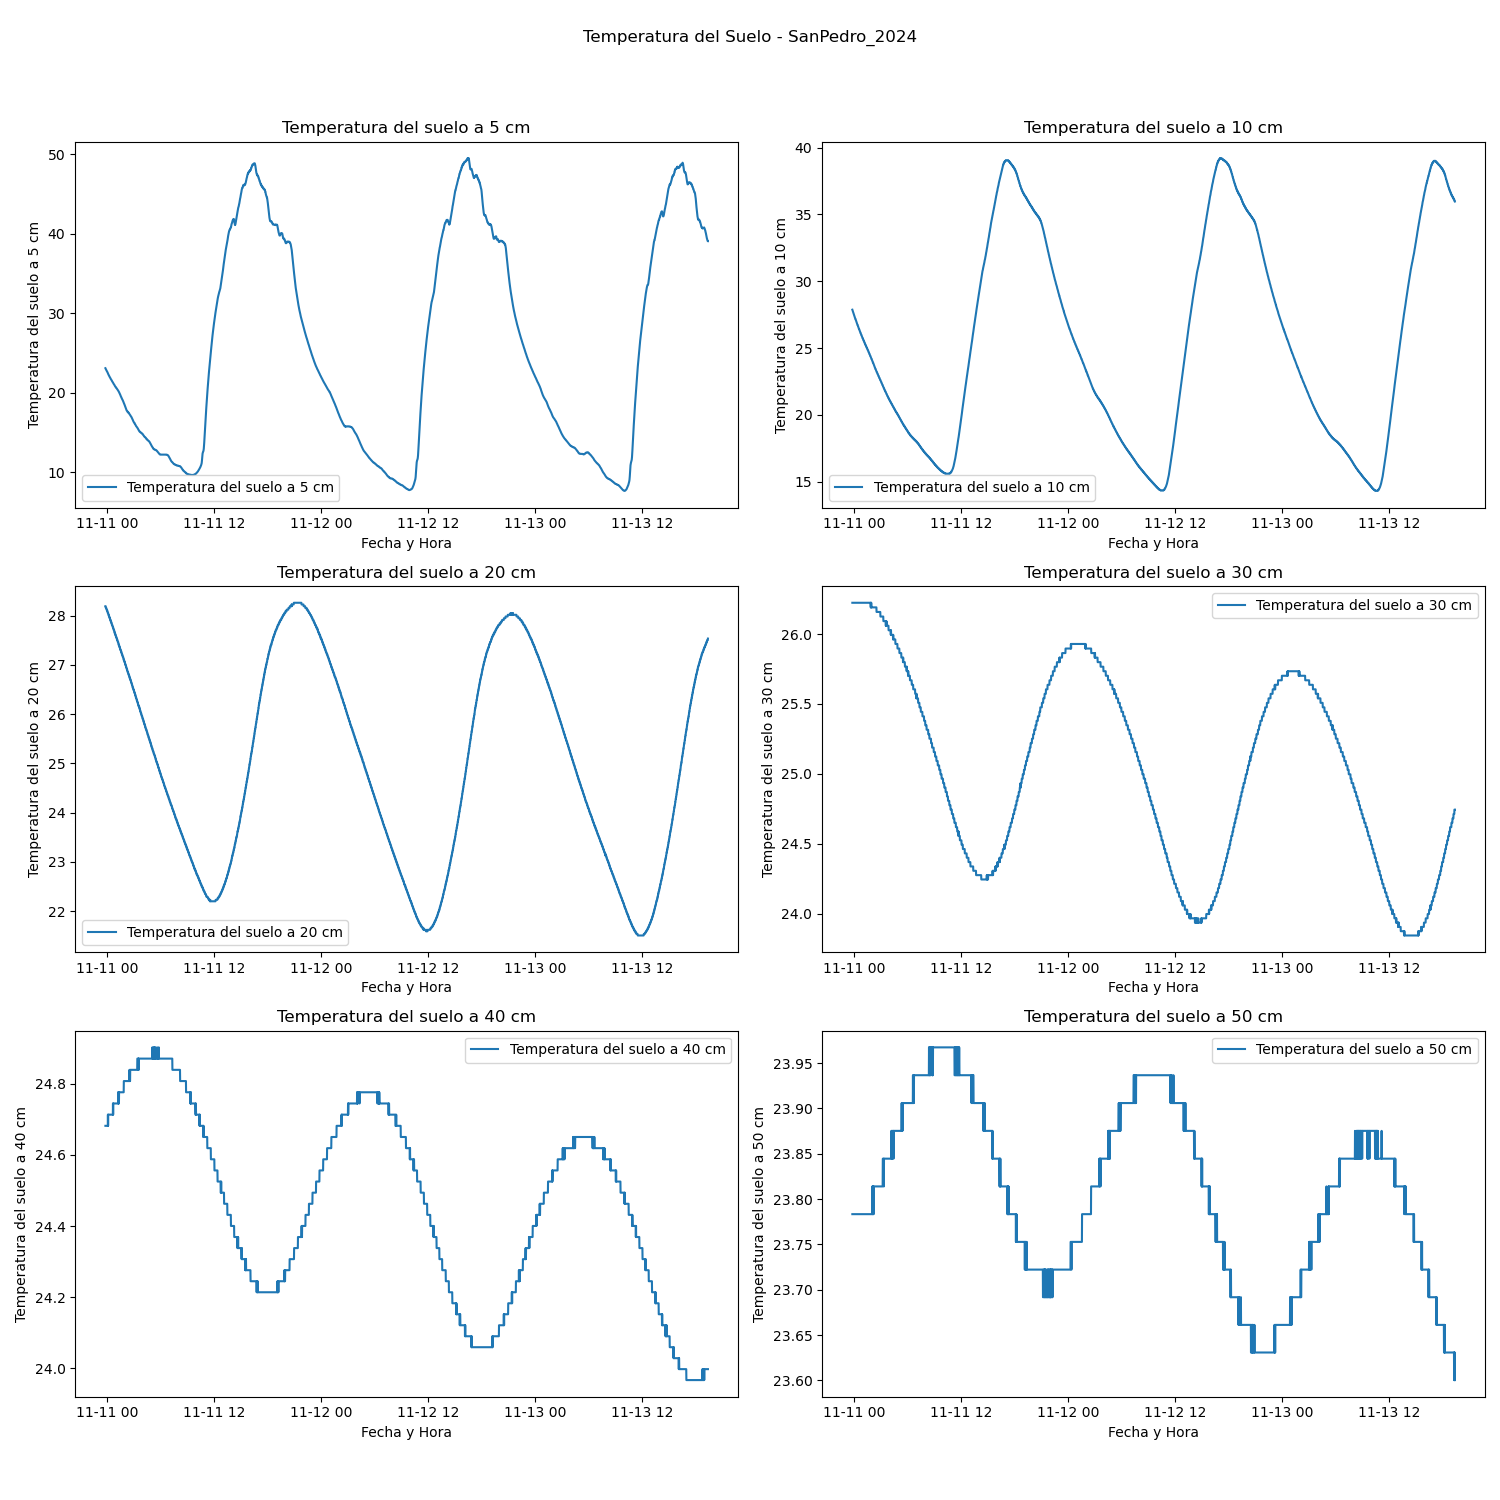 Temperatura del Suelo - SanPedro_2024
Temperatura del suelo a 5 cm
Temperatura del suelo a 5 cm
50
40
30
20
10
Temperatura del suelo a 5 cm
11-11 00 11-11 12 11-12 00 11-12 12 11-13 00 11-13 12
Fecha y Hora
Temperatura del suelo a 10 cm
Temperatura del suelo a 10 cm
40
35
30
25
20
15
Temperatura del suelo a 10 cm
11-11 00 11-11 12 11-12 00 11-12 12 11-13 00 11-13 12
Fecha y Hora
Temperatura del suelo a 20 cm
Temperatura del suelo a 20 cm
28
27
26
25
24
23
22
Temperatura del suelo a 20 cm
11-11 00 11-11 12 11-12 00 11-12 12 11-13 00 11-13 12
Fecha y Hora
Temperatura del suelo a 30 cm
Temperatura del suelo a 30 cm
Temperatura del suelo a 30 cm
26.0
25.5
25.0
24.5
24.0
11-11 00 11-11 12 11-12 00 11-12 12 11-13 00 11-13 12
Fecha y Hora
Temperatura del suelo a 40 cm
Temperatura del suelo a 40 cm
Temperatura del suelo a 40 cm
24.8
24.6
24.4
24.2
24.0
11-11 00 11-11 12 11-12 00 11-12 12 11-13 00 11-13 12
Fecha y Hora
Temperatura del suelo a 50 cm
Temperatura del suelo a 50 cm
Temperatura del suelo a 50 cm
23.95
23.90
23.85
23.80
23.75
23.70
23.65
23.60
11-11 00 11-11 12 11-12 00 11-12 12 11-13 00 11-13 12
Fecha y Hora